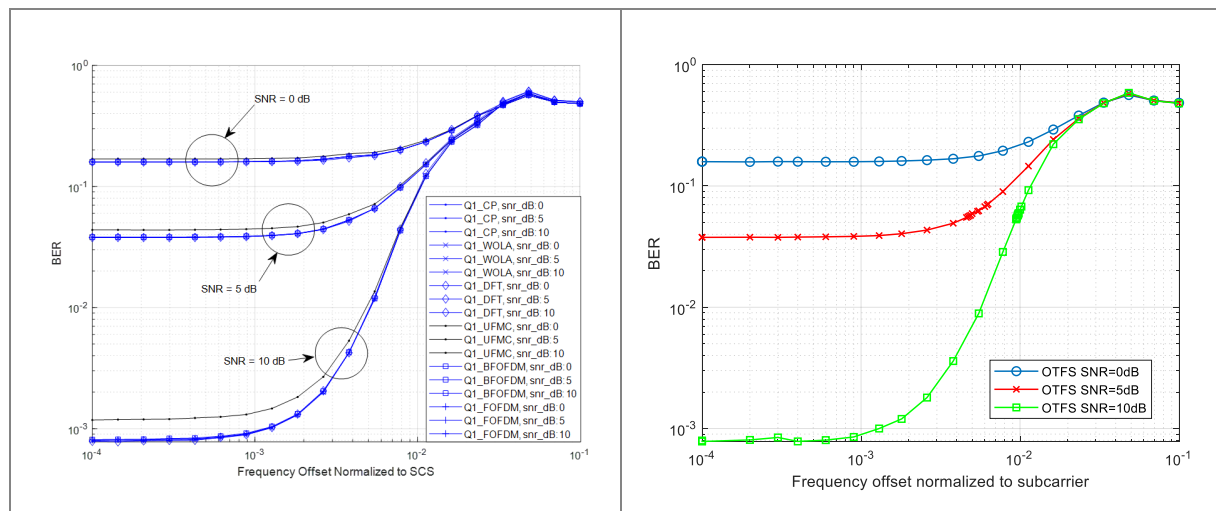 10^0
10^-1
10^-2
10^-3
BER
SNR = 0 dB
SNR = 5 dB
SNR = 10 dB
Q1_CP, snr_dB: 0
Q1_CP, snr_dB: 5
Q1_CP, snr_dB: 10
Q1_WOLA, snr_dB: 0
Q1_WOLA, snr_dB: 5
Q1_WOLA, snr_dB: 10
Q1_DFT, snr_dB: 0
Q1_DFT, snr_dB: 5
Q1_DFT, snr_dB: 10
Q1_UFMC, snr_dB: 0
Q1_UFMC, snr_dB: 5
Q1_UFMC, snr_dB: 10
Q1_BFOFDM, snr_dB: 0
Q1_BFOFDM, snr_dB: 5
Q1_BFOFDM, snr_dB: 10
Q1_FOFDM, snr_dB: 0
Q1_FOFDM, snr_dB: 5
Q1_FOFDM, snr_dB: 10
10^-4 10^-3 10^-2 10^-1
Frequency Offset Normalized to SCS
10^0
10^-1
10^-2
10^-3
BER
OTFS SNR=0dB
OTFS SNR=5dB
OTFS SNR=10dB
10^-4 10^-3 10^-2 10^-1
Frequency offset normalized to subcarrier